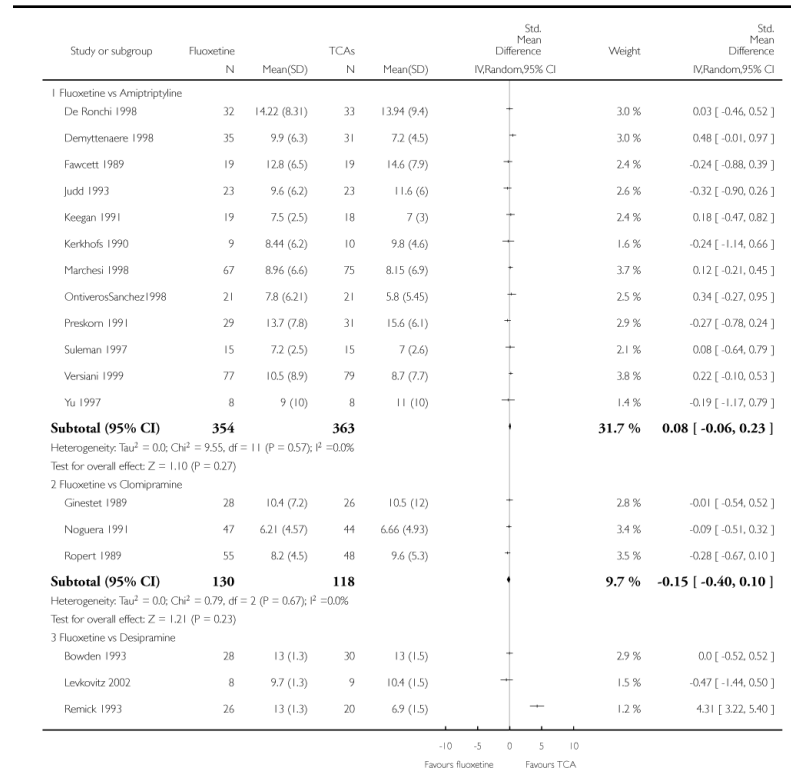 Study or subgroup Fluoxetine TCAs Std. Mean Difference Weight Std. Mean Difference
N Mean(SD) N Mean(SD) IV,Random,95% CI IV,Random,95% CI
1 Fluoxetine vs Amiptriptyline
De Ronchi 1998 32 14.22 (8.31) 33 13.94 (9.4) 3.0 % 0.03 [ -0.46, 0.52 ]
Demyttenaere 1998 35 9.9 (6.3) 31 7.2 (4.5) 3.0 % 0.48 [ -0.01, 0.97 ]
Fawcett 1989 19 12.8 (6.5) 19 14.6 (7.9) 2.4 % -0.24 [ -0.88, 0.39 ]
Judd 1993 23 9.6 (6.2) 23 11.6 (6) 2.6 % -0.32 [ -0.90, 0.26 ]
Keegan 1991 19 7.5 (2.5) 18 7 (3) 2.4 % 0.18 [ -0.47, 0.82 ]
Kerkhofs 1990 9 8.44 (6.2) 10 9.8 (4.6) 1.6 % -0.24 [ -1.14, 0.66 ]
Marchesi 1998 67 8.96 (6.6) 75 8.15 (6.9) 3.7 % 0.12 [ -0.21, 0.45 ]
OntiverosSanchez1998 21 7.8 (6.21) 21 5.8 (5.45) 2.5 % 0.34 [ -0.27, 0.95 ]
Preskorn 1991 29 13.7 (7.8) 31 15.6 (6.1) 2.9 % -0.27 [ -0.78, 0.24 ]
Suleman 1997 15 7.2 (2.5) 15 7 (2.6) 2.1 % 0.08 [ -0.64, 0.79 ]
Versiani 1999 77 10.5 (8.9) 79 8.7 (7.7) 3.8 % 0.22 [ -0.10, 0.53 ]
Yu 1997 8 9 (10) 8 11 (10) 1.4 % -0.19 [ -1.17, 0.79 ]
Subtotal (95% CI) 354 363 31.7 % 0.08 [ -0.06, 0.23 ]
Heterogeneity: Tau² = 0.0; Chi² = 9.55, df = 11 (P = 0.57); I² =0.0%
Test for overall effect: Z = 1.10 (P = 0.27)
2 Fluoxetine vs Clomipramine
Ginestet 1989 28 10.4 (7.2) 26 10.5 (12) 2.8 % -0.01 [ -0.54, 0.52 ]
Noguera 1991 47 6.21 (4.57) 44 6.66 (4.93) 3.4 % -0.09 [ -0.51, 0.32 ]
Ropert 1989 55 8.2 (4.5) 48 9.6 (5.3) 3.5 % -0.28 [ -0.67, 0.10 ]
Subtotal (95% CI) 130 118 9.7 % -0.15 [ -0.40, 0.10 ]
Heterogeneity: Tau² = 0.0; Chi² = 0.79, df = 2 (P = 0.67); I² =0.0%
Test for overall effect: Z = 1.21 (P = 0.23)
3 Fluoxetine vs Desipramine
Bowden 1993 28 13 (1.3) 30 13 (1.5) 2.9 % 0.0 [ -0.52, 0.52 ]
Levkovitz 2002 8 9.7 (1.3) 9 10.4 (1.5) 1.5 % -0.47 [ -1.44, 0.50 ]
Remick 1993 26 13 (1.3) 20 6.9 (1.5) 1.2 % 4.31 [ 3.22, 5.40 ]
-10 -5 0 5 10
Favours fluoxetine Favours TCA